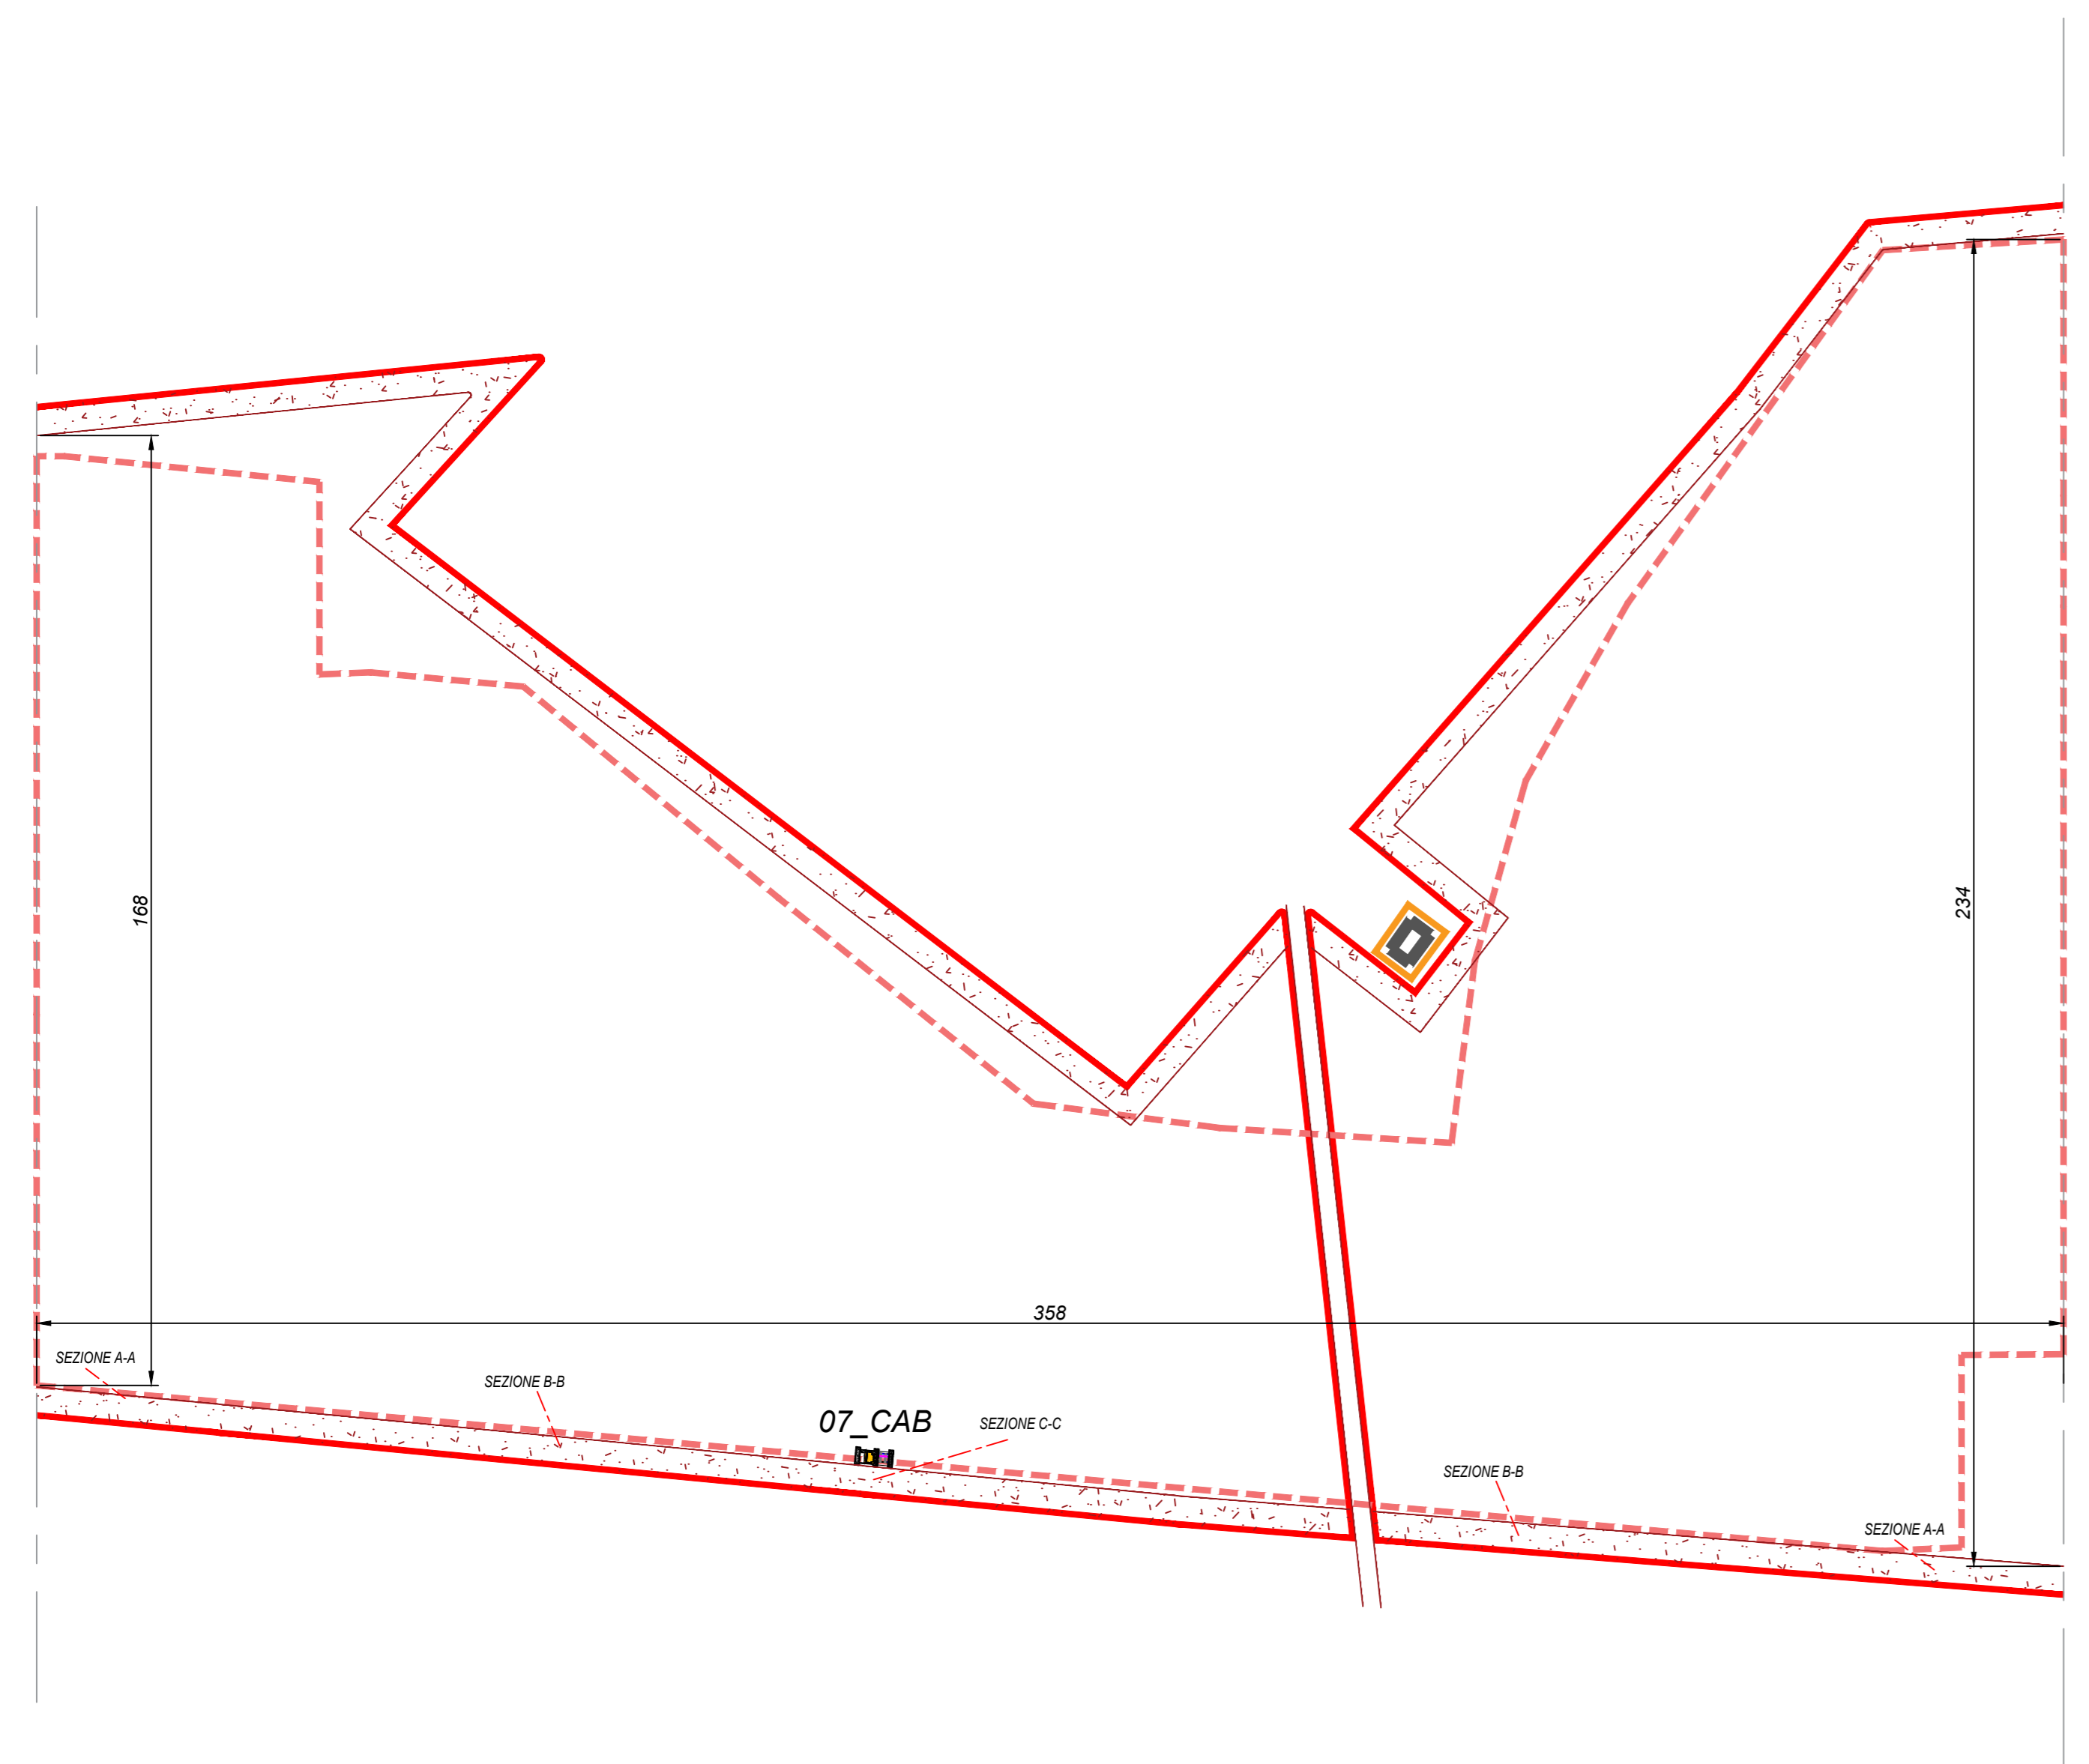 168
234
358
SEZIONE A-A
SEZIONE B-B
07_CAB
SEZIONE C-C
SEZIONE B-B
SEZIONE A-A